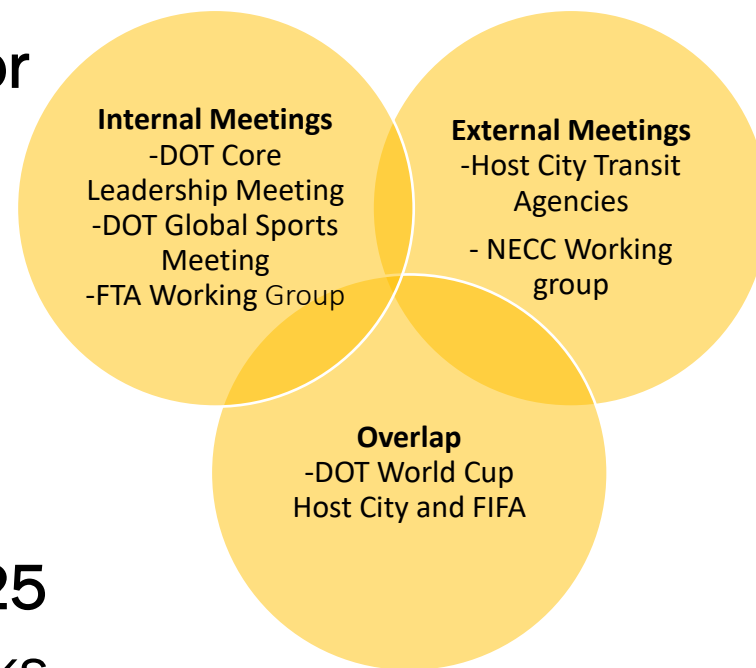 or
Internal Meetings
-DOT Core
Leadership Meeting
-DOT Global Sports
Meeting
-FTA Working Group
External Meetings
-Host City Transit
Agencies
- NECC Working
group
Overlap
-DOT World Cup
Host City and FIFA
25